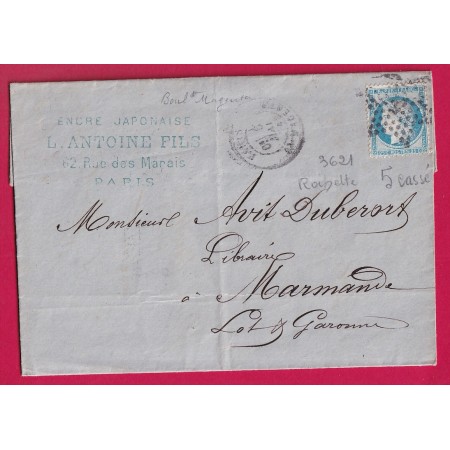 Boul^d Magenta
ENCRE JAPONAISE
L. ANTOINE FILS
62, Rue des Marais
PARIS
3621
5 cassé
Monsieur Avit Duberort
Libraire
à Marmande
Lot & Garonne